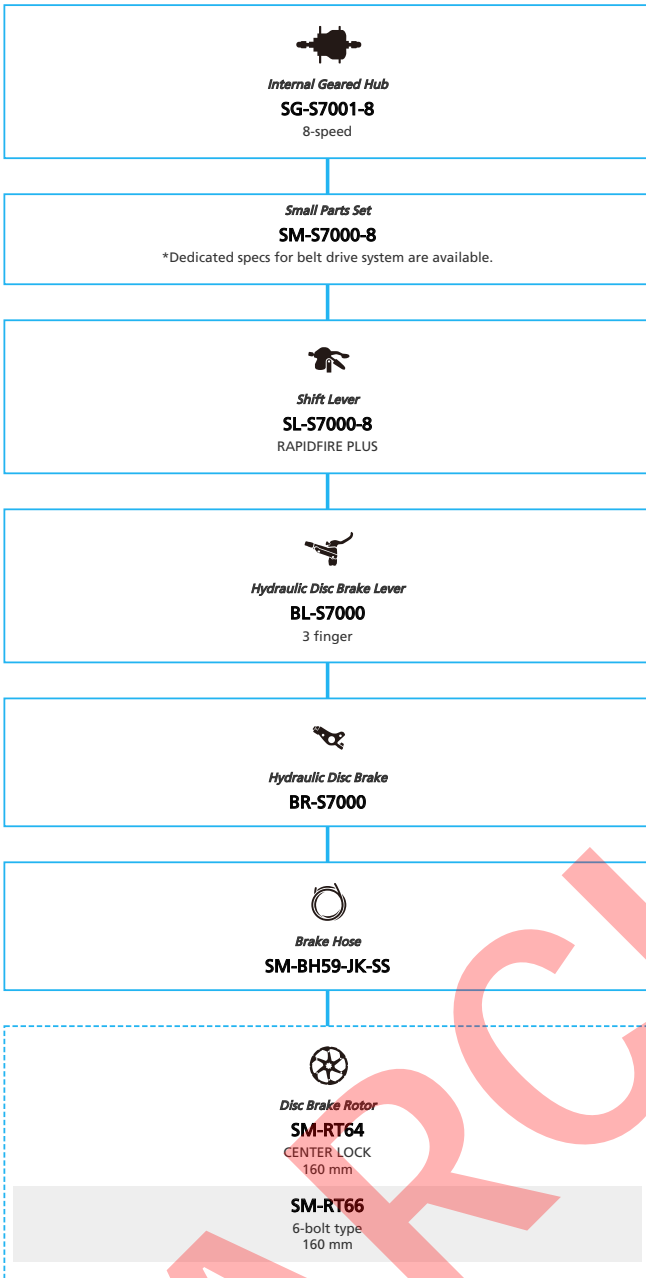 Internal Geared Hub
SG-S7001-8
8-speed
Small Parts Set
SM-S7000-8
*Dedicated specs for belt drive system are available.
Shift Lever
SL-S7000-8
RAPIDFIRE PLUS
Hydraulic Disc Brake Lever
BL-S7000
3 finger
Hydraulic Disc Brake
BR-S7000
Brake Hose
SM-BH59-JK-SS
Disc Brake Rotor
SM-RT64
CENTER LOCK
160 mm
SM-RT66
6-bolt type
160 mm